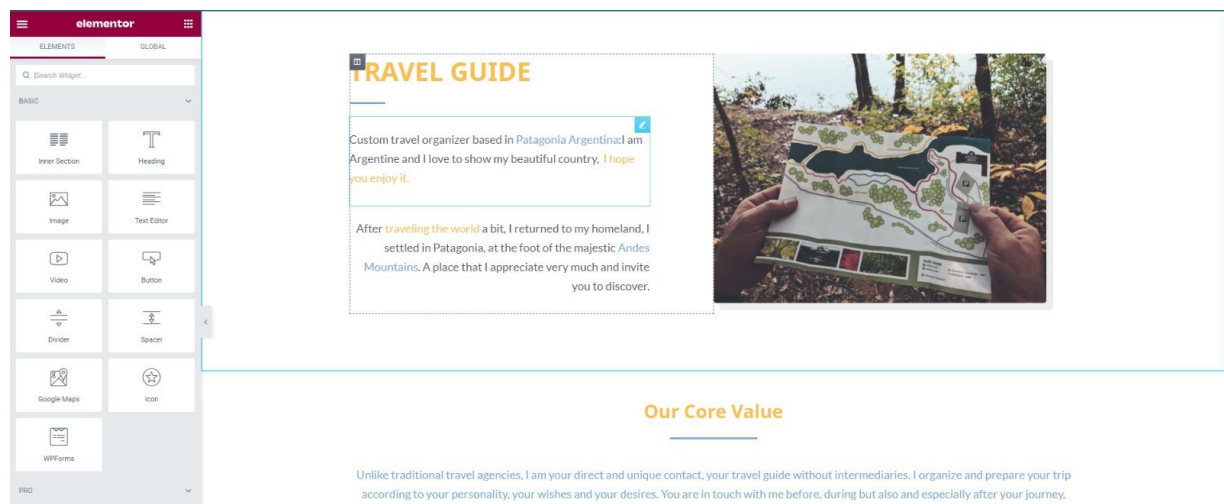 elementor
ELEMENTS
GLOBAL
Search Widget...
BASIC
Inner Section
Heading
Image
Text Editor
Video
Button
Divider
Spacer
Google Maps
Icon
WPForms
PRO
TRAVEL GUIDE
Custom travel organizer based in Patagonia Argentina:I am
Argentine and I love to show my beautiful country, I hope
you enjoy it.
After traveling the world a bit, I returned to my homeland, I
settled in Patagonia, at the foot of the majestic Andes
Mountains. A place that I appreciate very much and invite
you to discover.
P
P
Our Core Value
Unlike traditional travel agencies, I am your direct and unique contact, your travel guide without intermediaries. I organize and prepare your trip
according to your personality, your wishes and your desires. You are in touch with me before, during but also and especially after your journey,